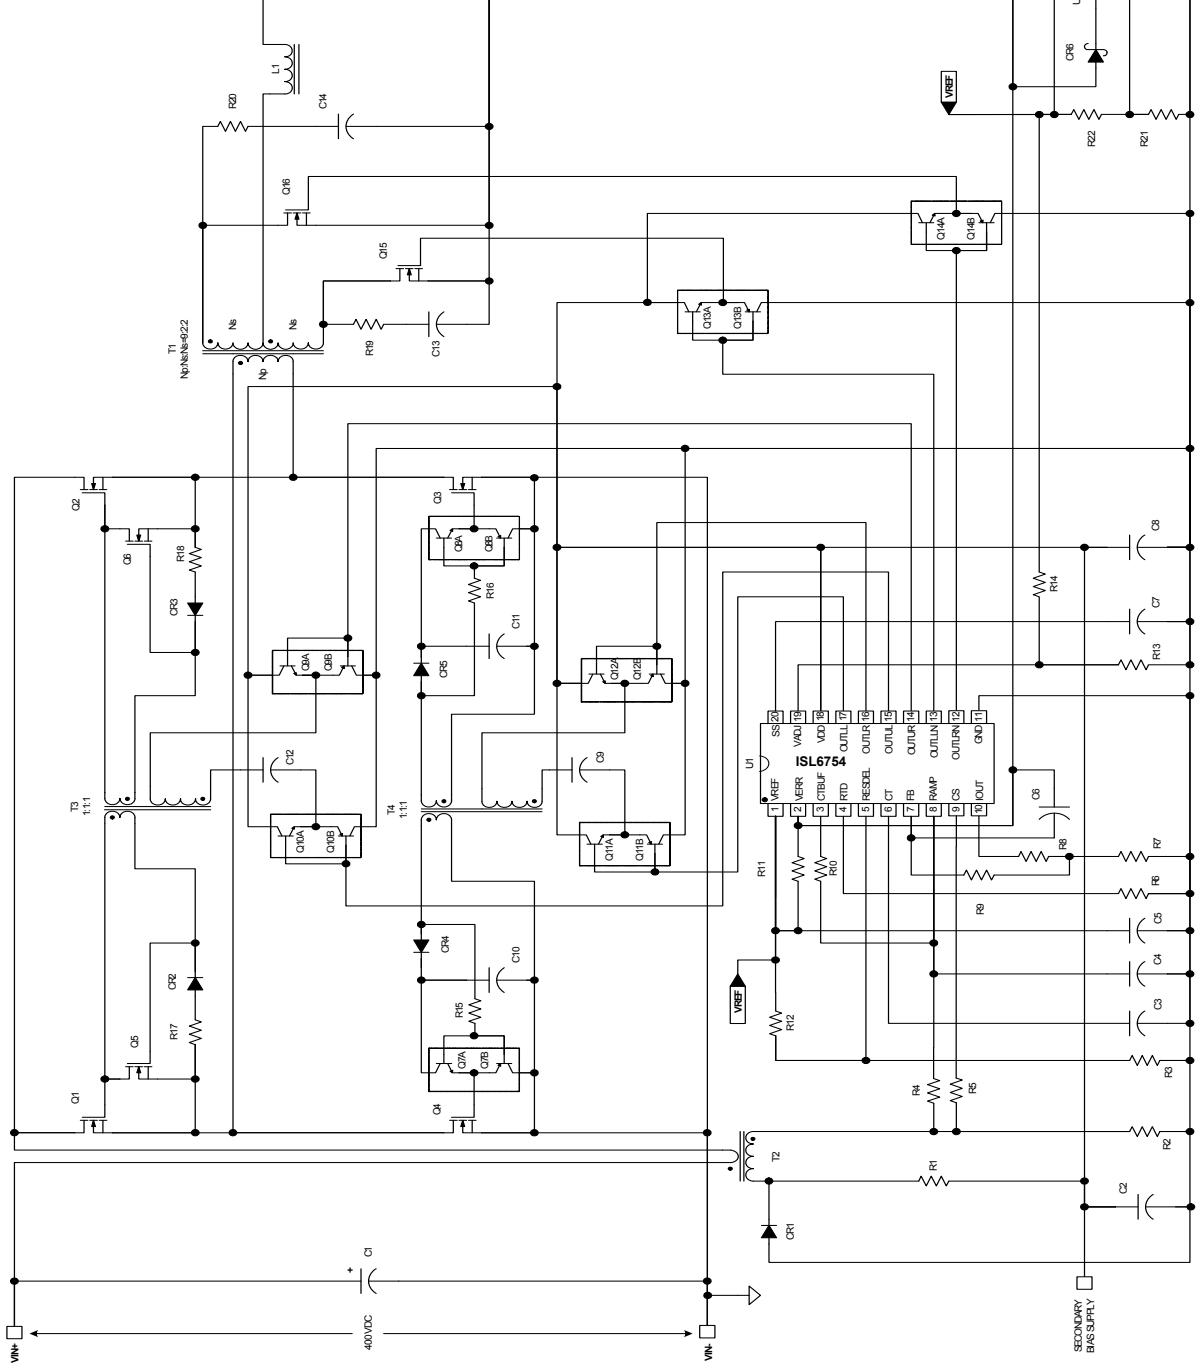 VIN+
400VDC
VIN-
C1
+
SECONDARY
BIAS SUPPLY
CR1
C2
R1
T2
R2
Q1
Q5
R17
CR2
Q4
Q7A
Q7B
R15
C10
CR4
R4
R5
R3
R12
VREF
C3
C4
C5
R11
R10
R9
R8
R6
R7
C6
T3
1:1:1
C12
Q10A
Q10B
Q9A
Q9B
T4
1:1:1
C9
Q11A
Q11B
Q12A
Q12B
U1
ISL6754
1
VREF
2
VERR
3
CTBUF
4
RTD
5
RESDEL
6
CT
7
FB
8
RAMP
9
CS
10
IOUT
SS
20
VADJ
19
VDD
18
OUTLL
17
OUTLR
16
OUTUL
15
OUTUR
14
OUTLLN
13
OUTLRN
12
GND
11
CR3
R18
Q6
Q2
CR5
C11
R16
Q8A
Q8B
Q3
R13
R14
C7
C8
T1
Np:Ns:Ns=9:2:2
Np
Ns
Ns
R19
C13
Q15
Q16
R20
C14
L1
Q13A
Q13B
Q14A
Q14B
VREF
R22
R21
CR6
U